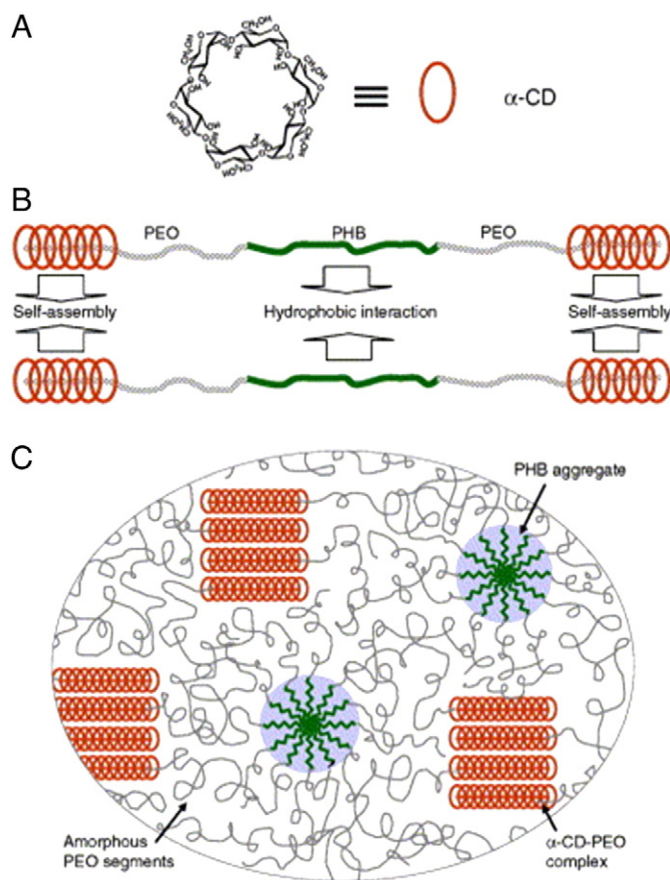 A
α-CD
B
PEO PHB PEO
Self-assembly Hydrophobic interaction Self-assembly
C
PHB aggregate
Amorphous
PEO segments
α-CD-PEO
complex